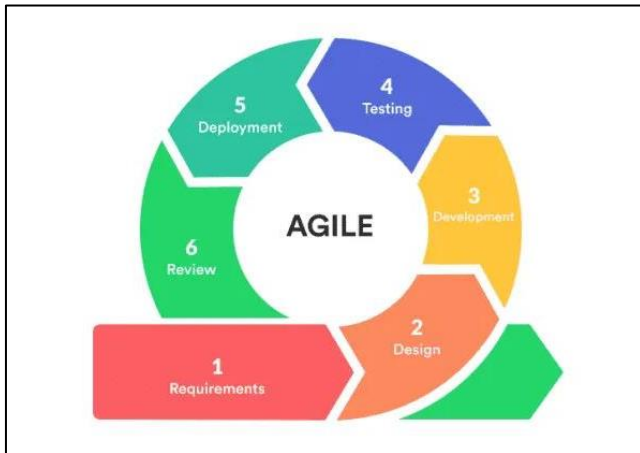 AGILE
1
Requirements
2
Design
3
Development
4
Testing
5
Deployment
6
Review